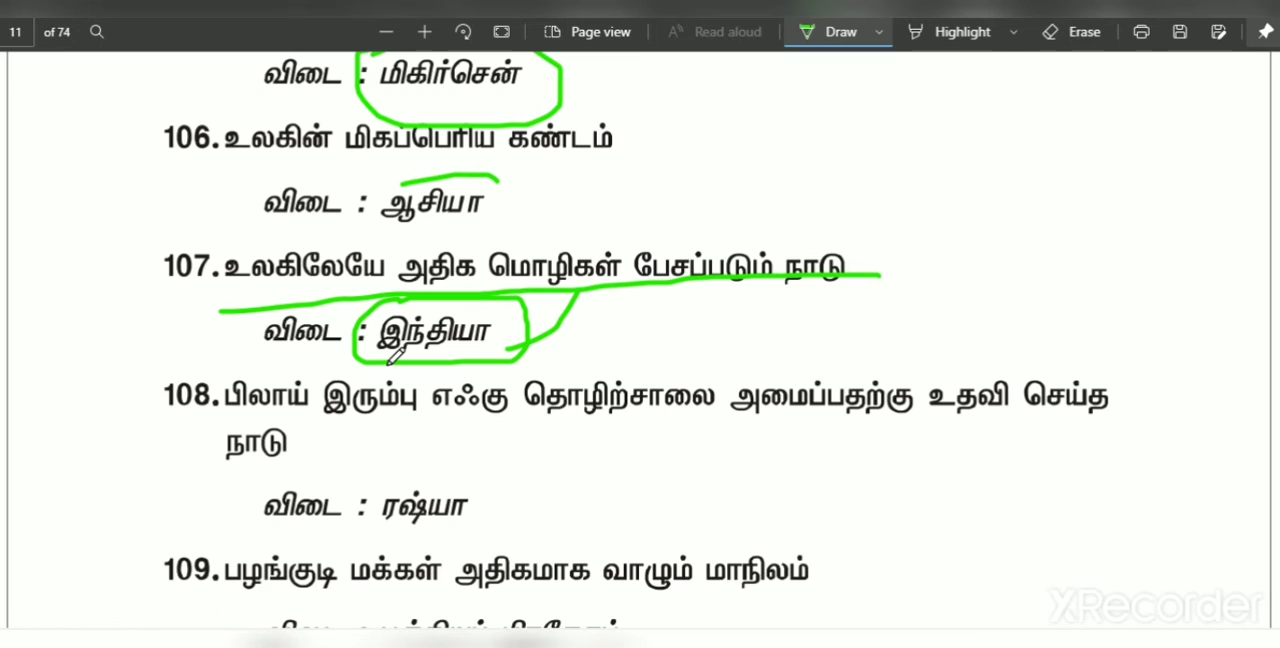 11 of 74 Page view Read aloud Draw Highlight Erase
விடை : மிகிர்சென்
106. உலகின் மிகப்பெரிய கண்டம்
விடை : ஆசியா
107. உலகிலேயே அதிக மொழிகள் பேசப்படும் நாடு
விடை : இந்தியா
108. பிலாய் இரும்பு எஃகு தொழிற்சாலை அமைப்பதற்கு உதவி செய்த
நாடு
விடை : ரஷ்யா
109. பழங்குடி மக்கள் அதிகமாக வாழும் மாநிலம்
XRecorder